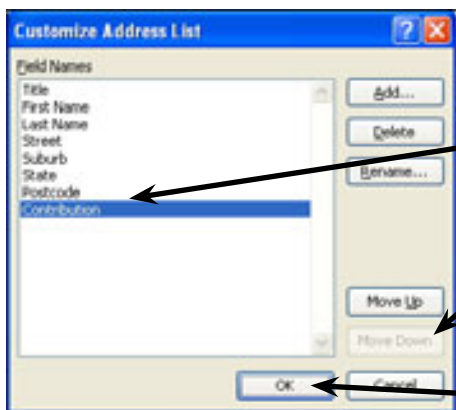 Customize Address List
Field Names
Title
First Name
Last Name
Street
Suburb
State
Postcode
Contribution
Add...
Delete
Rename...
Move Up
Move Down
OK
Cancel